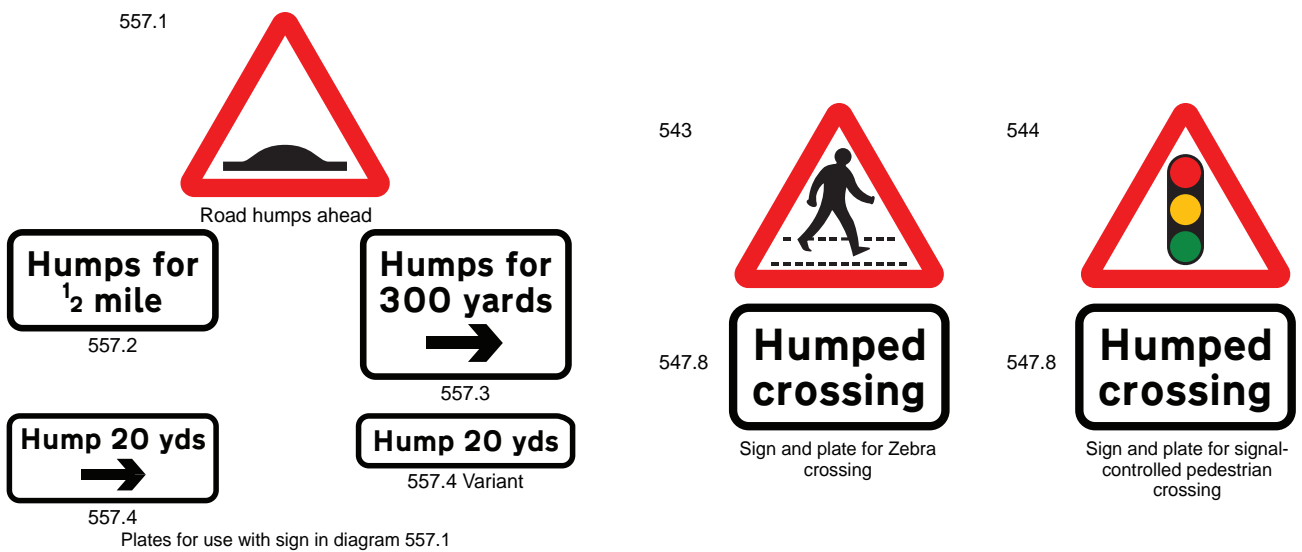 557.1
Road humps ahead
Humps for
½ mile
557.2
Humps for
300 yards
557.3
Hump 20 yds
557.4
Hump 20 yds
557.4 Variant
Plates for use with sign in diagram 557.1
543
547.8
Humped
crossing
Sign and plate for Zebra
crossing
544
547.8
Humped
crossing
Sign and plate for signal-
controlled pedestrian
crossing